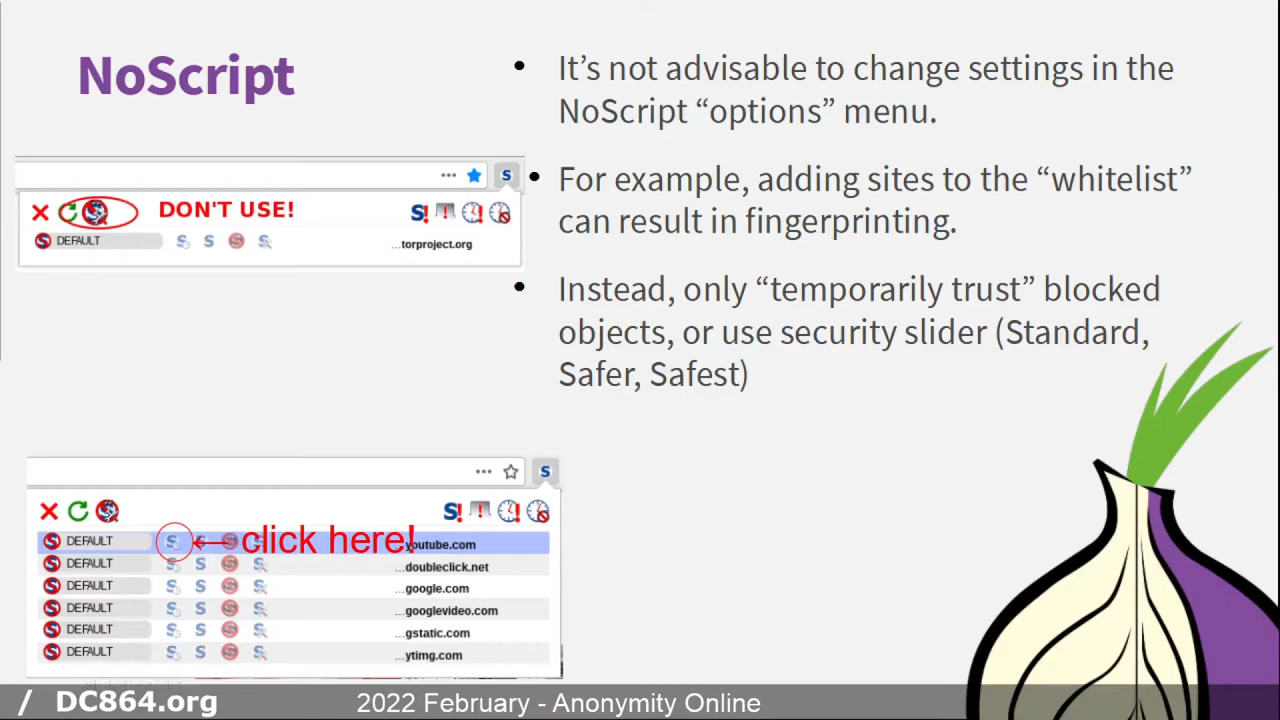 NoScript
• It’s not advisable to change settings in the
NoScript “options” menu.
• For example, adding sites to the “whitelist”
can result in fingerprinting.
• Instead, only “temporarily trust” blocked
objects, or use security slider (Standard,
Safer, Safest)
DON'T USE!
DEFAULT ...torproject.org
click here!
DEFAULT ...youtube.com
DEFAULT ...doubleclick.net
DEFAULT ...google.com
DEFAULT ...googlevideo.com
DEFAULT ...gstatic.com
DEFAULT ...ytimg.com
/ DC864.org
2022 February - Anonymity Online